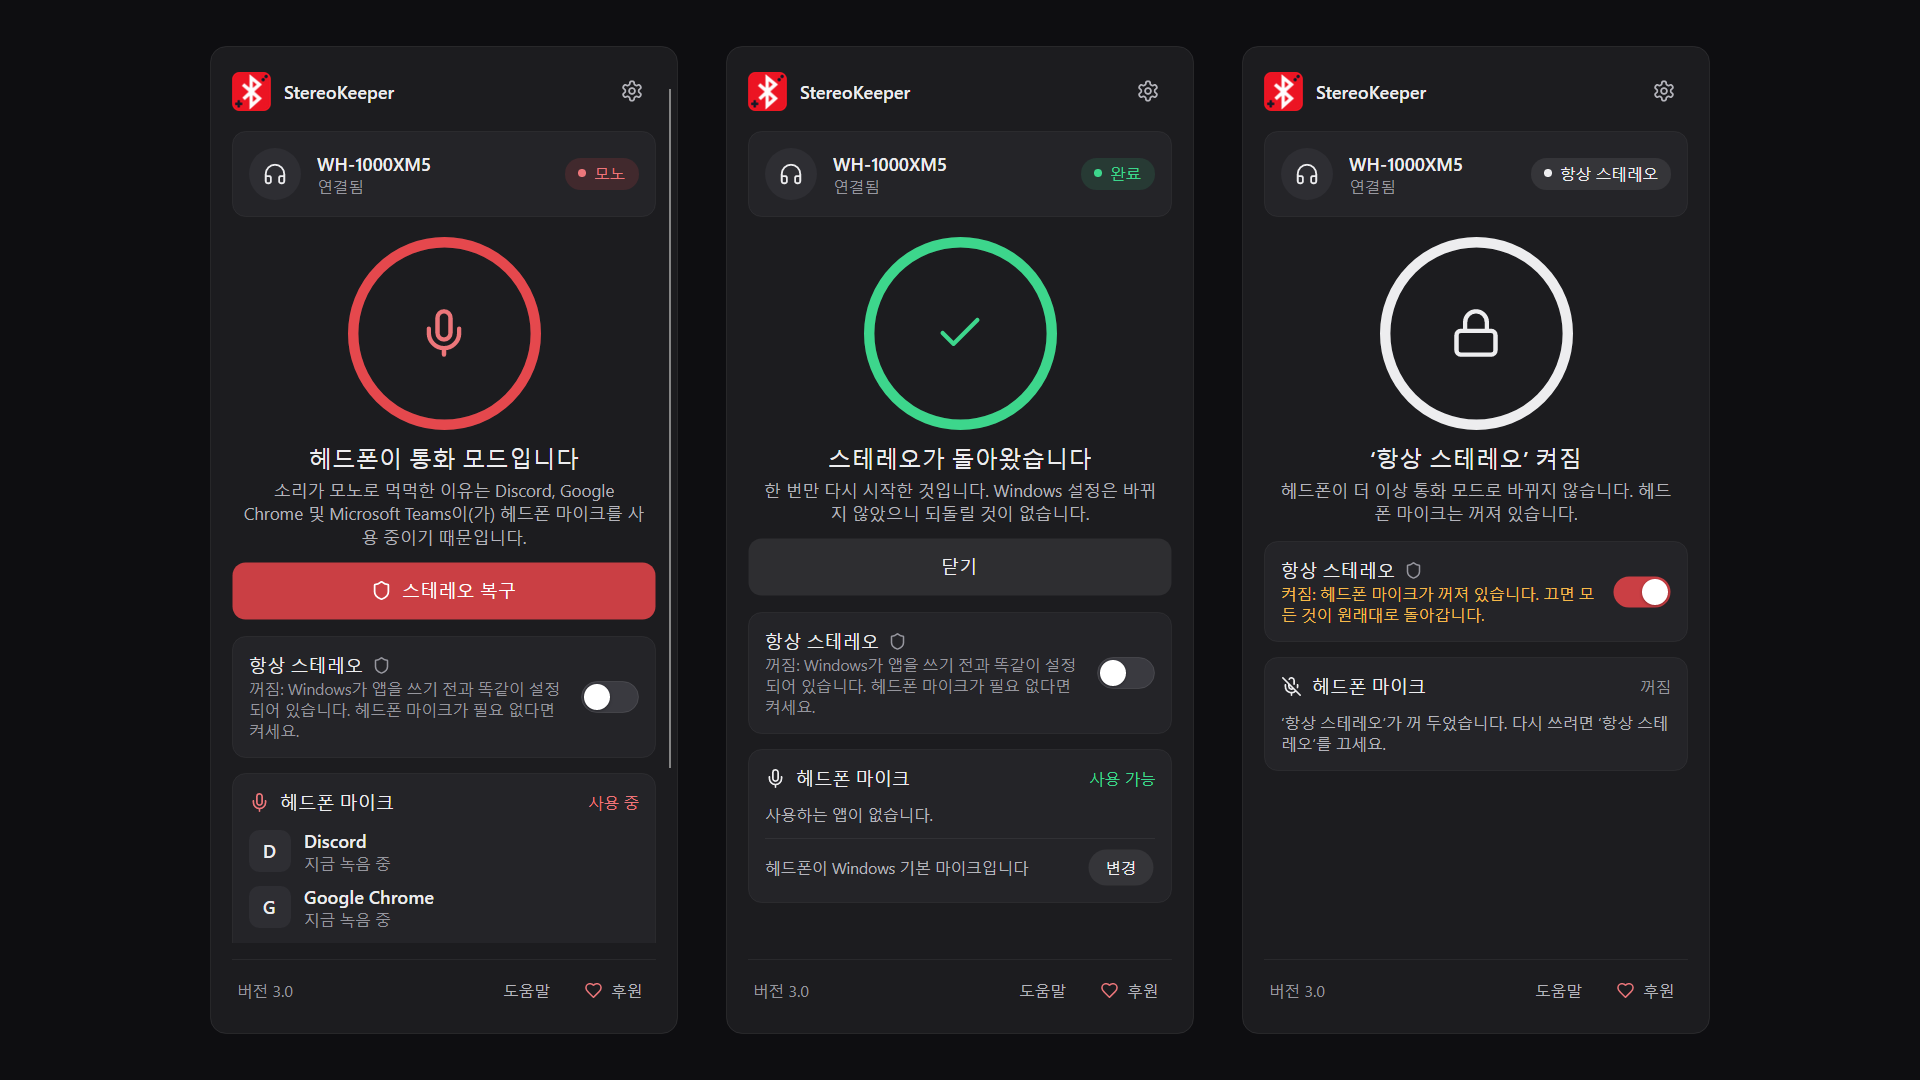 StereoKeeper
WH-1000XM5
연결됨
모노
헤드폰이 통화 모드입니다
소리가 모노로 먹먹한 이유는 Discord, Google
Chrome 및 Microsoft Teams이(가) 헤드폰 마이크를 사
용 중이기 때문입니다.
스테레오 복구
항상 스테레오
꺼짐: Windows가 앱을 쓰기 전과 똑같이 설정
되어 있습니다. 헤드폰 마이크가 필요 없다면
켜세요.
헤드폰 마이크
사용 중
D
Discord
지금 녹음 중
G
Google Chrome
지금 녹음 중
버전 3.0
도움말
후원
StereoKeeper
WH-1000XM5
연결됨
완료
스테레오가 돌아왔습니다
한 번만 다시 시작한 것입니다. Windows 설정은 바뀌
지 않았으니 되돌릴 것이 없습니다.
닫기
항상 스테레오
꺼짐: Windows가 앱을 쓰기 전과 똑같이 설정
되어 있습니다. 헤드폰 마이크가 필요 없다면
켜세요.
헤드폰 마이크
사용 가능
사용하는 앱이 없습니다.
헤드폰이 Windows 기본 마이크입니다
변경
버전 3.0
도움말
후원
StereoKeeper
WH-1000XM5
연결됨
항상 스테레오
‘항상 스테레오’ 켜짐
헤드폰이 더 이상 통화 모드로 바뀌지 않습니다. 헤드
폰 마이크는 꺼져 있습니다.
항상 스테레오
켜짐: 헤드폰 마이크가 꺼져 있습니다. 끄면 모
든 것이 원래대로 돌아갑니다.
헤드폰 마이크
꺼짐
‘항상 스테레오’가 꺼 두었습니다. 다시 쓰려면 ‘항상 스테
레오’를 끄세요.
버전 3.0
도움말
후원